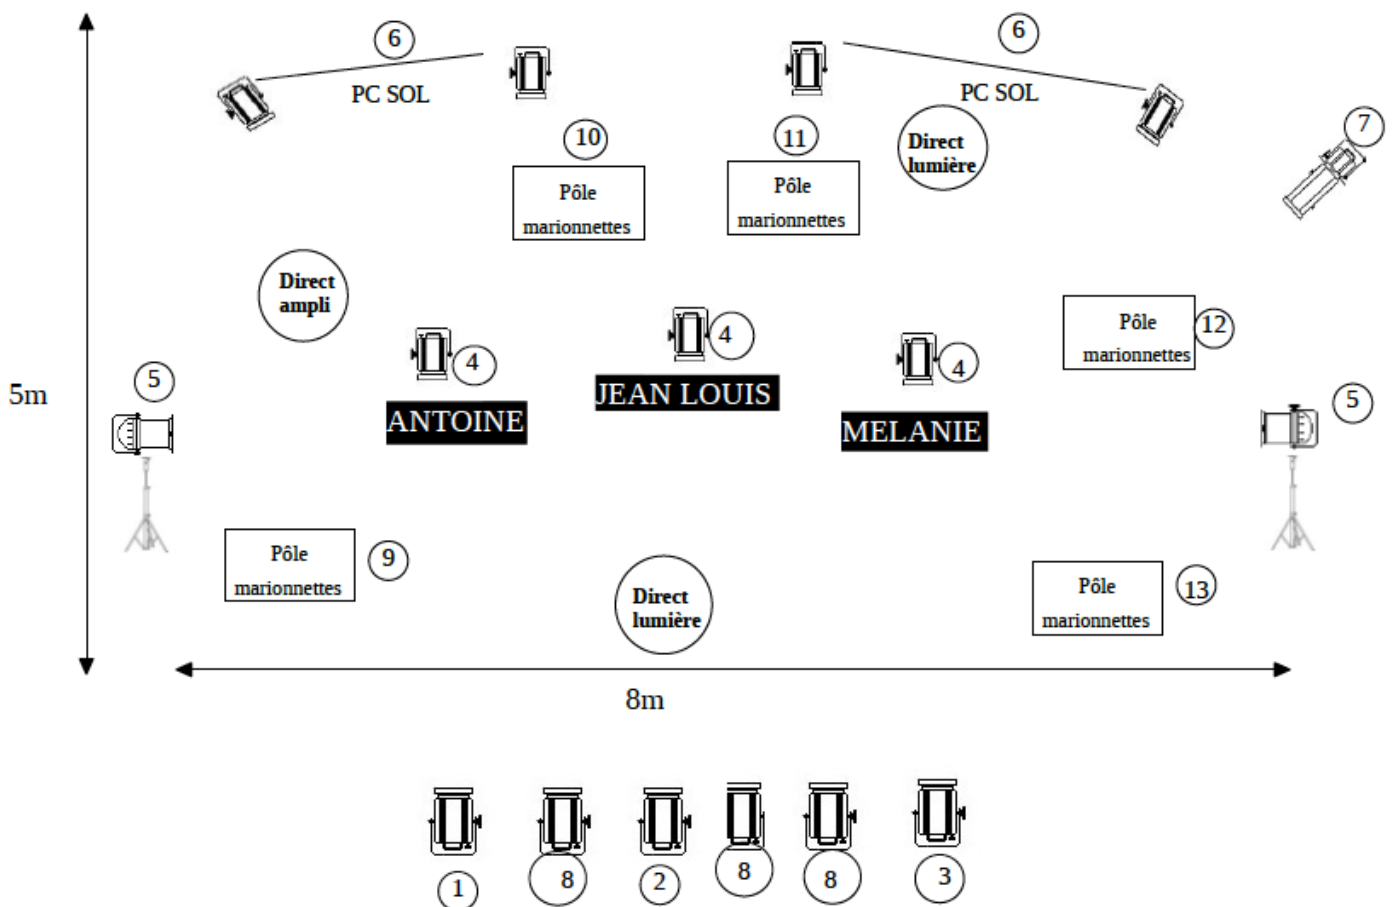 6
6
PC SOL
PC SOL
7
10
11
Direct
lumière
Pôle
marionnettes
Pôle
marionnettes
Direct
ampli
12
Pôle
marionnettes
4
4
4
5
5
5m
JEAN LOUIS
ANTOINE
MELANIE
9
Pôle
marionnettes
Direct
lumière
13
Pôle
marionnettes
8m
1
8
2
8
8
3